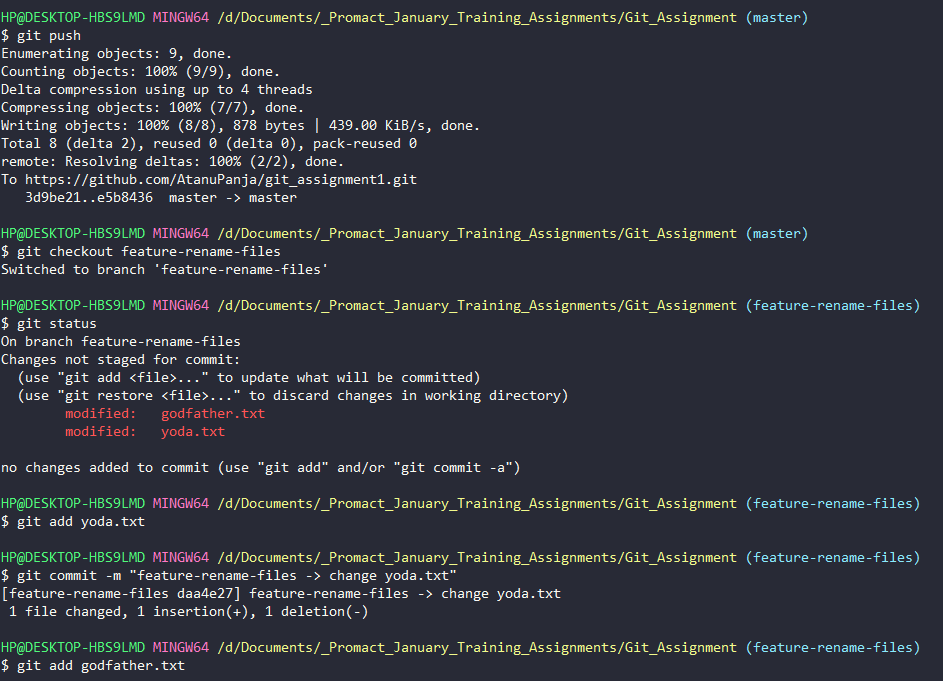 HP@DESKTOP-HBS9LMD MINGW64 /d/Documents/_Promact_January_Training_Assignments/Git_Assignment (master)
$ git push
Enumerating objects: 9, done.
Counting objects: 100% (9/9), done.
Delta compression using up to 4 threads
Compressing objects: 100% (7/7), done.
Writing objects: 100% (8/8), 878 bytes | 439.00 KiB/s, done.
Total 8 (delta 2), reused 0 (delta 0), pack-reused 0
remote: Resolving deltas: 100% (2/2), done.
To https://github.com/AtanuPanja/git_assignment1.git
   3d9be21..e5b8436  master -> master

HP@DESKTOP-HBS9LMD MINGW64 /d/Documents/_Promact_January_Training_Assignments/Git_Assignment (master)
$ git checkout feature-rename-files
Switched to branch 'feature-rename-files'

HP@DESKTOP-HBS9LMD MINGW64 /d/Documents/_Promact_January_Training_Assignments/Git_Assignment (feature-rename-files)
$ git status
On branch feature-rename-files
Changes not staged for commit:
  (use "git add <file>..." to update what will be committed)
  (use "git restore <file>..." to discard changes in working directory)
        modified:   godfather.txt
        modified:   yoda.txt

no changes added to commit (use "git add" and/or "git commit -a")

HP@DESKTOP-HBS9LMD MINGW64 /d/Documents/_Promact_January_Training_Assignments/Git_Assignment (feature-rename-files)
$ git add yoda.txt

HP@DESKTOP-HBS9LMD MINGW64 /d/Documents/_Promact_January_Training_Assignments/Git_Assignment (feature-rename-files)
$ git commit -m "feature-rename-files -> change yoda.txt"
[feature-rename-files daa4e27] feature-rename-files -> change yoda.txt
 1 file changed, 1 insertion(+), 1 deletion(-)

HP@DESKTOP-HBS9LMD MINGW64 /d/Documents/_Promact_January_Training_Assignments/Git_Assignment (feature-rename-files)
$ git add godfather.txt